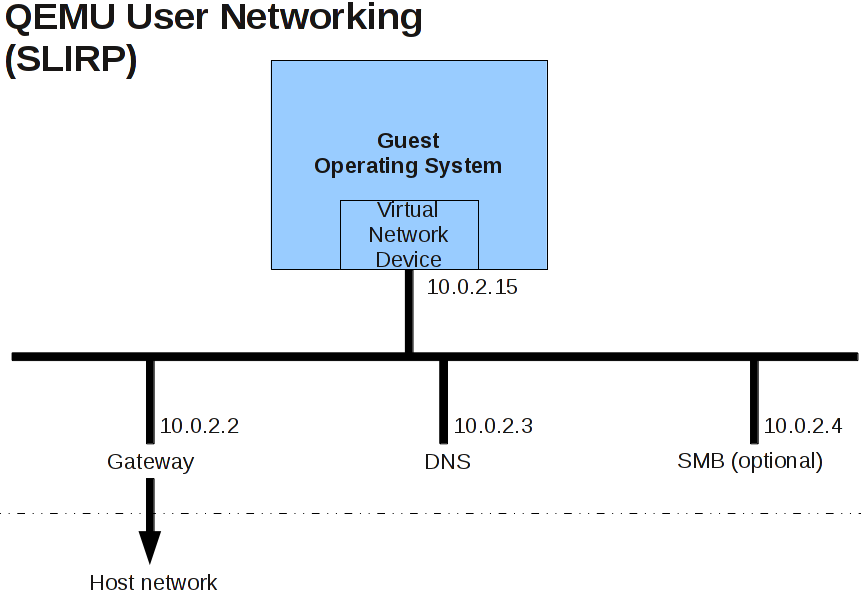 QEMU User Networking
(SLIRP)
Guest
Operating System
Virtual
Network
Device
10.0.2.15
10.0.2.2
10.0.2.3
10.0.2.4
Gateway
DNS
SMB (optional)
Host network